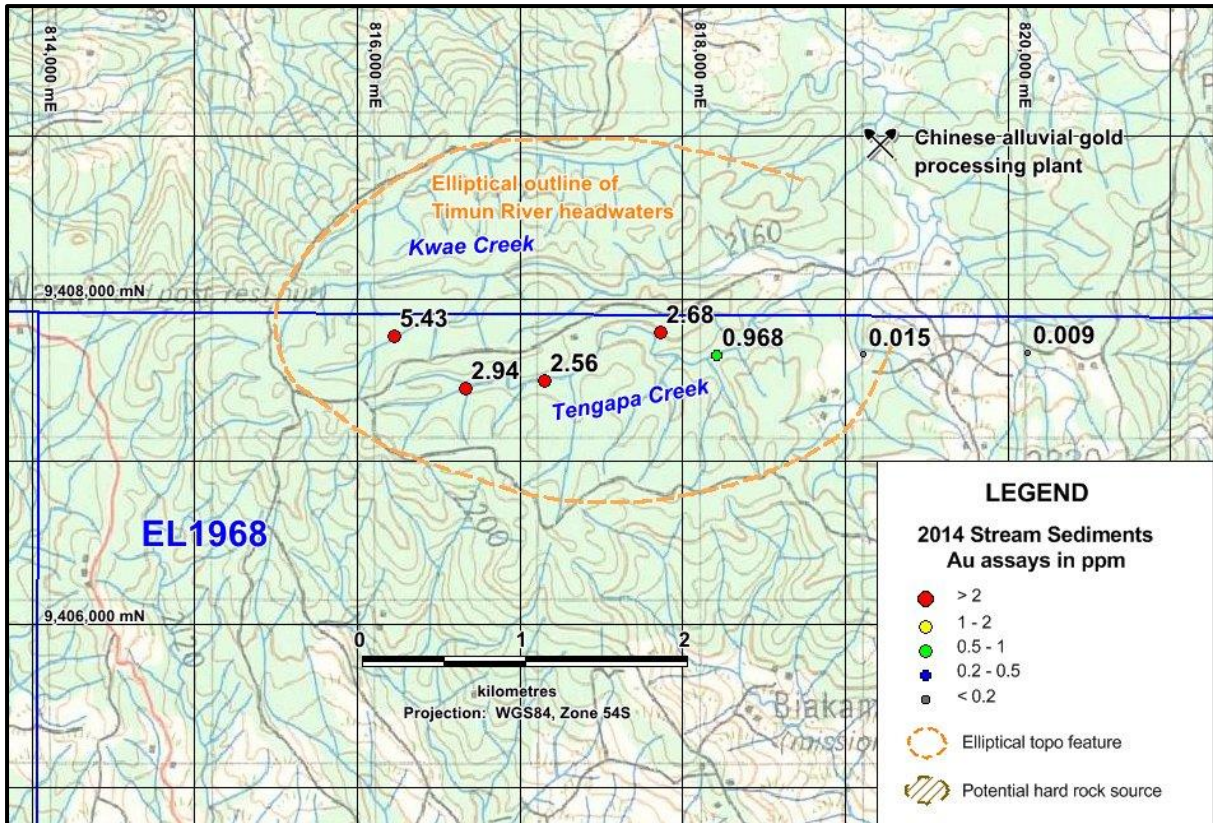 814,000 mE
816,000 mE
818,000 mE
820,000 mE
Chinese alluvial gold
processing plant
Elliptical outline of
Timun River headwaters
Kwae Creek
2160
9,408,000 mN
5.43
2.68
0.968
0.015
0.009
2.94
2.56
Tengapa Creek
EL1968
2200
9,406,000 mN
0 1 2
kilometres
Projection: WGS84, Zone 54S
LEGEND
2014 Stream Sediments
Au assays in ppm
> 2
1 - 2
0.5 - 1
0.2 - 0.5
< 0.2
Elliptical topo feature
Potential hard rock source
Biakam
(mission